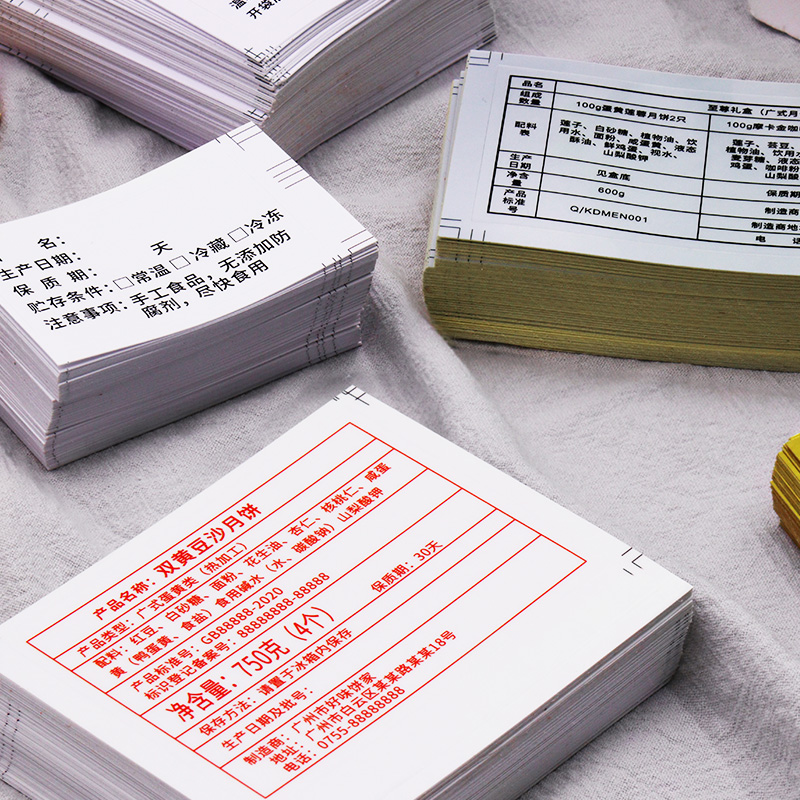 开袋后
品名
组成
数量
100g蛋黄莲蓉月饼2只
至尊礼盒（广式月
100g摩卡金咖
配料
表
莲子、白砂糖、植物油、饮
用水、面粉、咸蛋黄、液态
酥油、鲜鸡蛋、枧水、
山梨酸钾
莲子、芸豆、
植物油、饮用水
麦芽糖、液态
鸡蛋、咖啡粉
山梨酸
生产
日期
见盒底
净含
量
600g
保质期
产品
标准
号
Q/KDMEN001
制造商
制造商地
电 话
名：
生产日期：
保 质 期： 天
贮存条件：□常温□冷藏□冷冻
注意事项：手工食品，无添加防
腐剂，尽快食用
产品名称：双黄豆沙月饼
产品类型：广式蛋黄类（热加工）
配料：红豆、白砂糖、面粉、花生油、杏仁、核桃仁、咸蛋
黄（鸭蛋黄、食盐）食用碱水（水、碳酸钠）山梨酸钾
产品标准号：GB88888-2020
标识登记备案号：88888888-88888
净含量：750克（4个） 保质期：30天
保存方法：请置于冰箱内保存
生产日期及批号：
制造商：广州市好味饼家
地址：广州市白云区某某路某某18号
电话：0755-88888888